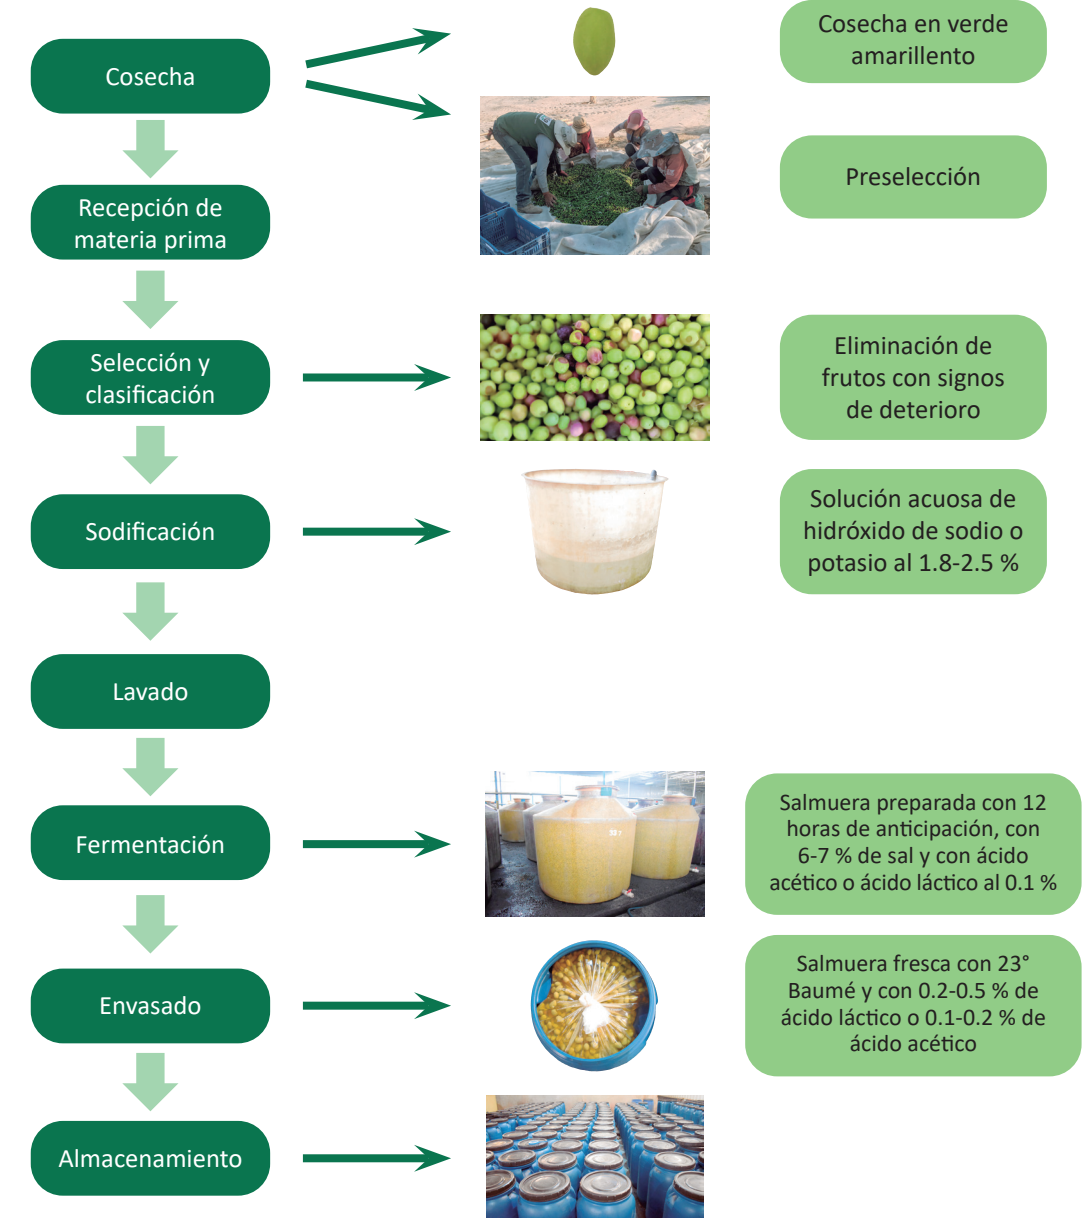 Cosecha
Cosecha en verde
amarillento
Preselección
Recepción de
materia prima
Selección y
clasificación
Eliminación de
frutos con signos
de deterioro
Sodificación
Solución acuosa de
hidróxido de sodio o
potasio al 1.8-2.5 %
Lavado
Fermentación
Salmuera preparada con 12
horas de anticipación, con
6-7 % de sal y con ácido
acético o ácido láctico al 0.1 %
Envasado
Salmuera fresca con 23°
Baumé y con 0.2-0.5 % de
ácido láctico o 0.1-0.2 % de
ácido acético
Almacenamiento